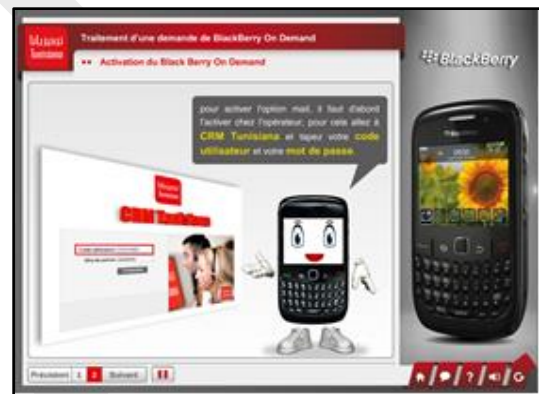 تونيزيانا
Tunisiana
Traitement d'une demande de BlackBerry On Demand
Activation du Black Berry On Demand
BlackBerry
pour activer l'option mail, il faut d'abord
l'activer chez l'opérateur; pour cela allez à
CRM Tunisiana et tapez votre code
utilisateur et votre mot de passe.
CRM Tunisiana
Précédent 1 2 Suivant
? G